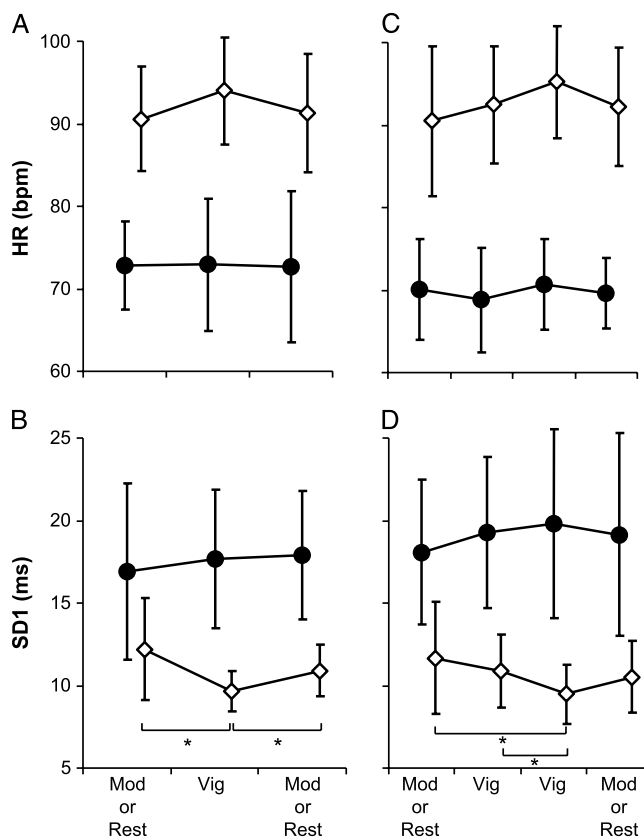 A
C
100
90
80
70
60
HR (bpm)
B
D
25
20
15
10
5
SD1 (ms)
*
*
*
*
Mod
or
Rest
Vig
Mod
or
Rest
Mod
or
Rest
Vig
Vig
Mod
or
Rest